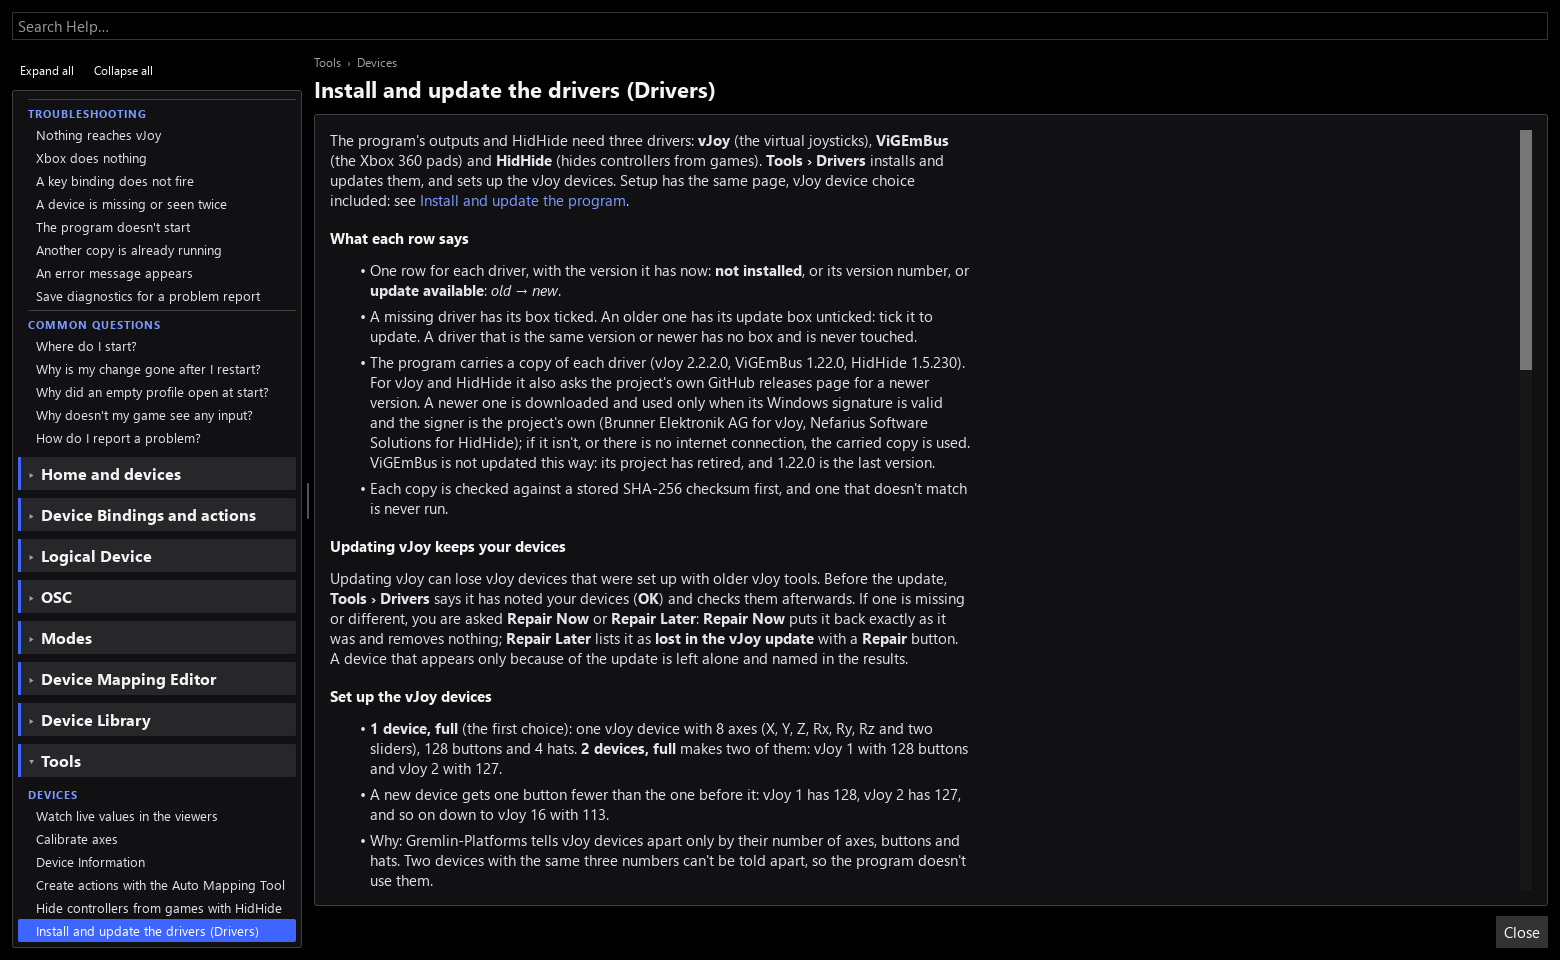 Search Help...
Expand all
Collapse all
TROUBLESHOOTING
Nothing reaches vJoy
Xbox does nothing
A key binding does not fire
A device is missing or seen twice
The program doesn't start
Another copy is already running
An error message appears
Save diagnostics for a problem report
COMMON QUESTIONS
Where do I start?
Why is my change gone after I restart?
Why did an empty profile open at start?
Why doesn't my game see any input?
How do I report a problem?
Home and devices
Device Bindings and actions
Logical Device
OSC
Modes
Device Mapping Editor
Device Library
Tools
DEVICES
Watch live values in the viewers
Calibrate axes
Device Information
Create actions with the Auto Mapping Tool
Hide controllers from games with HidHide
Install and update the drivers (Drivers)
Tools › Devices
Install and update the drivers (Drivers)
The program's outputs and HidHide need three drivers: vJoy (the virtual joysticks), ViGEmBus
(the Xbox 360 pads) and HidHide (hides controllers from games). Tools › Drivers installs and
updates them, and sets up the vJoy devices. Setup has the same page, vJoy device choice
included: see Install and update the program.
What each row says
• One row for each driver, with the version it has now: not installed, or its version number, or
update available: old → new.
• A missing driver has its box ticked. An older one has its update box unticked: tick it to
update. A driver that is the same version or newer has no box and is never touched.
• The program carries a copy of each driver (vJoy 2.2.2.0, ViGEmBus 1.22.0, HidHide 1.5.230).
For vJoy and HidHide it also asks the project's own GitHub releases page for a newer
version. A newer one is downloaded and used only when its Windows signature is valid
and the signer is the project's own (Brunner Elektronik AG for vJoy, Nefarius Software
Solutions for HidHide); if it isn't, or there is no internet connection, the carried copy is used.
ViGEmBus is not updated this way: its project has retired, and 1.22.0 is the last version.
• Each copy is checked against a stored SHA-256 checksum first, and one that doesn't match
is never run.
Updating vJoy keeps your devices
Updating vJoy can lose vJoy devices that were set up with older vJoy tools. Before the update,
Tools › Drivers says it has noted your devices (OK) and checks them afterwards. If one is missing
or different, you are asked Repair Now or Repair Later: Repair Now puts it back exactly as it
was and removes nothing; Repair Later lists it as lost in the vJoy update with a Repair button.
A device that appears only because of the update is left alone and named in the results.
Set up the vJoy devices
• 1 device, full (the first choice): one vJoy device with 8 axes (X, Y, Z, Rx, Ry, Rz and two
sliders), 128 buttons and 4 hats. 2 devices, full makes two of them: vJoy 1 with 128 buttons
and vJoy 2 with 127.
• A new device gets one button fewer than the one before it: vJoy 1 has 128, vJoy 2 has 127,
and so on down to vJoy 16 with 113.
• Why: Gremlin-Platforms tells vJoy devices apart only by their number of axes, buttons and
hats. Two devices with the same three numbers can't be told apart, so the program doesn't
use them.
Close